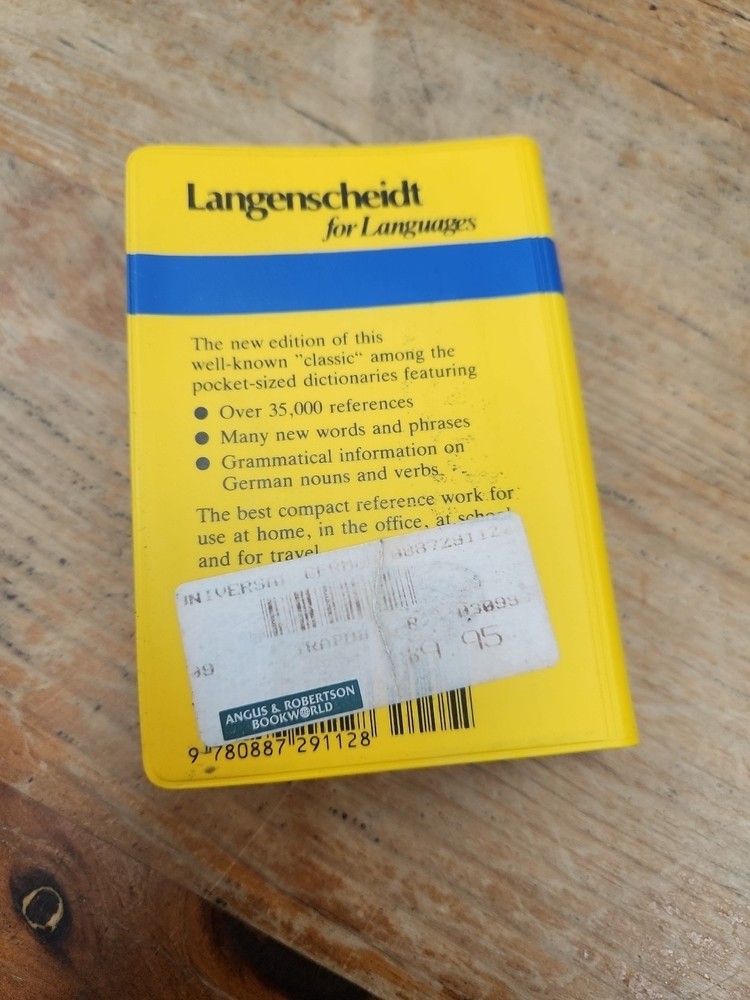 Langenscheidt
for Languages
The new edition of this
well-known "classic“ among the
pocket-sized dictionaries featuring
● Over 35,000 references
● Many new words and phrases
● Grammatical information on
German nouns and verbs
The best compact reference work for
use at home, in the office, at school
and for travel
$9.95
ANGUS & ROBERTSON
BOOKWORLD
9 780887 291128